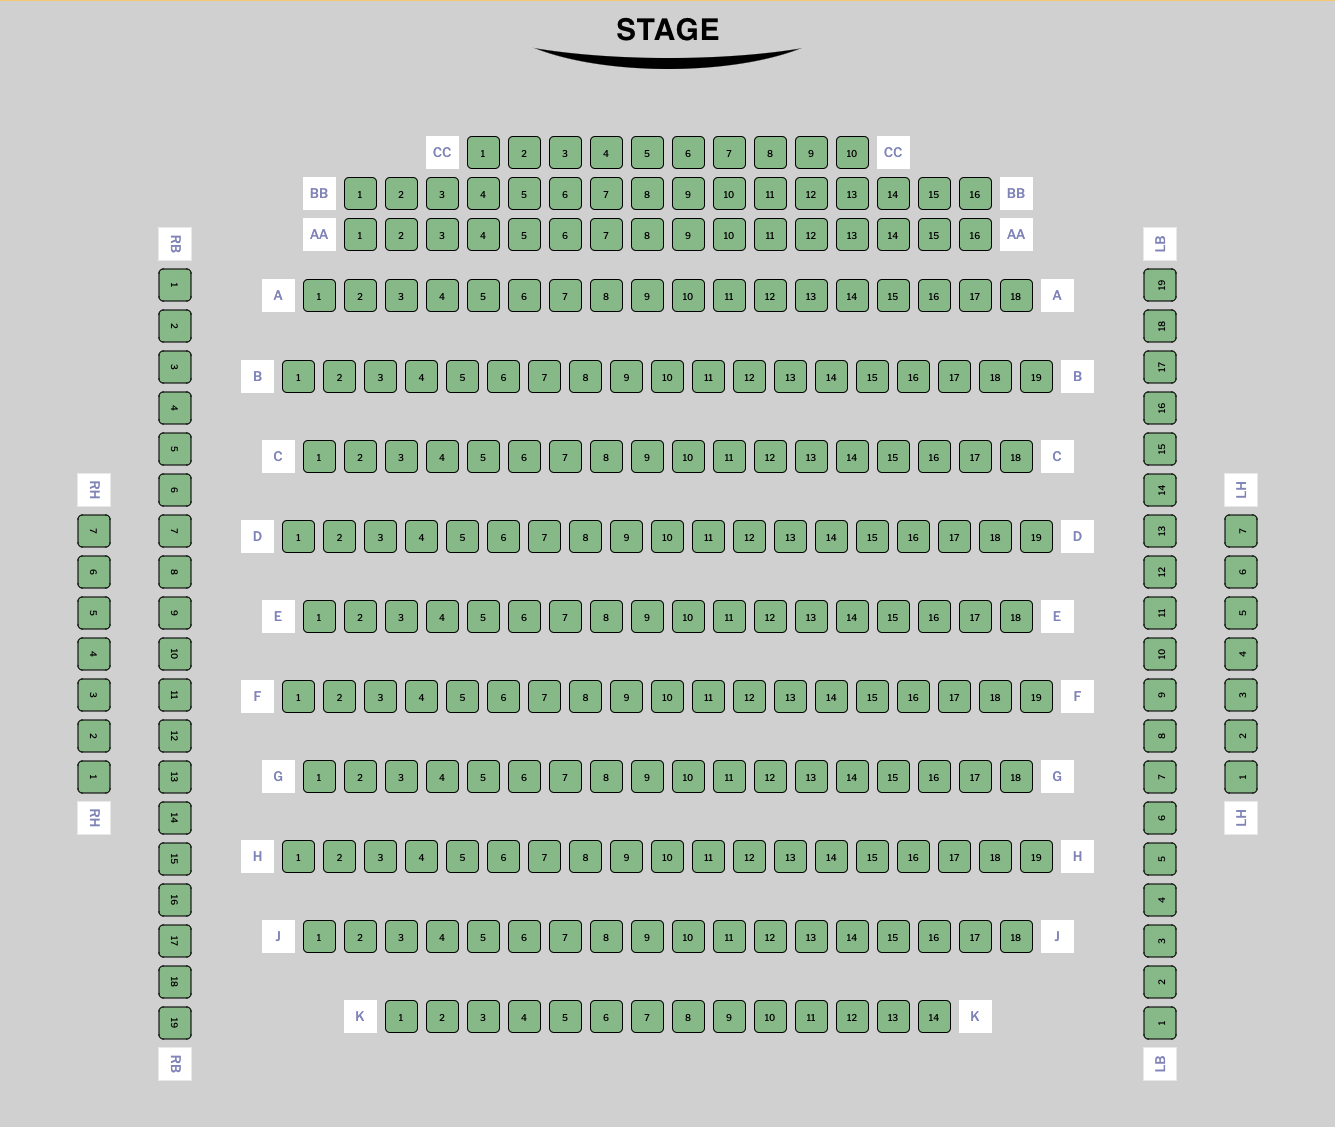 STAGE
CC 1 2 3 4 5 6 7 8 9 10 CC
BB 1 2 3 4 5 6 7 8 9 10 11 12 13 14 15 16 BB
AA 1 2 3 4 5 6 7 8 9 10 11 12 13 14 15 16 AA
A 1 2 3 4 5 6 7 8 9 10 11 12 13 14 15 16 17 18 A
B 1 2 3 4 5 6 7 8 9 10 11 12 13 14 15 16 17 18 19 B
C 1 2 3 4 5 6 7 8 9 10 11 12 13 14 15 16 17 18 C
D 1 2 3 4 5 6 7 8 9 10 11 12 13 14 15 16 17 18 19 D
E 1 2 3 4 5 6 7 8 9 10 11 12 13 14 15 16 17 18 E
F 1 2 3 4 5 6 7 8 9 10 11 12 13 14 15 16 17 18 19 F
G 1 2 3 4 5 6 7 8 9 10 11 12 13 14 15 16 17 18 G
H 1 2 3 4 5 6 7 8 9 10 11 12 13 14 15 16 17 18 19 H
J 1 2 3 4 5 6 7 8 9 10 11 12 13 14 15 16 17 18 J
K 1 2 3 4 5 6 7 8 9 10 11 12 13 14 K
RH 7 6 5 4 3 2 1 RH
RB 1 2 3 4 5 6 7 8 9 10 11 12 13 14 15 16 17 18 19 RB
LB 19 18 17 16 15 14 13 12 11 10 9 8 7 6 5 4 3 2 1 LB
LH 7 6 5 4 3 2 1 LH